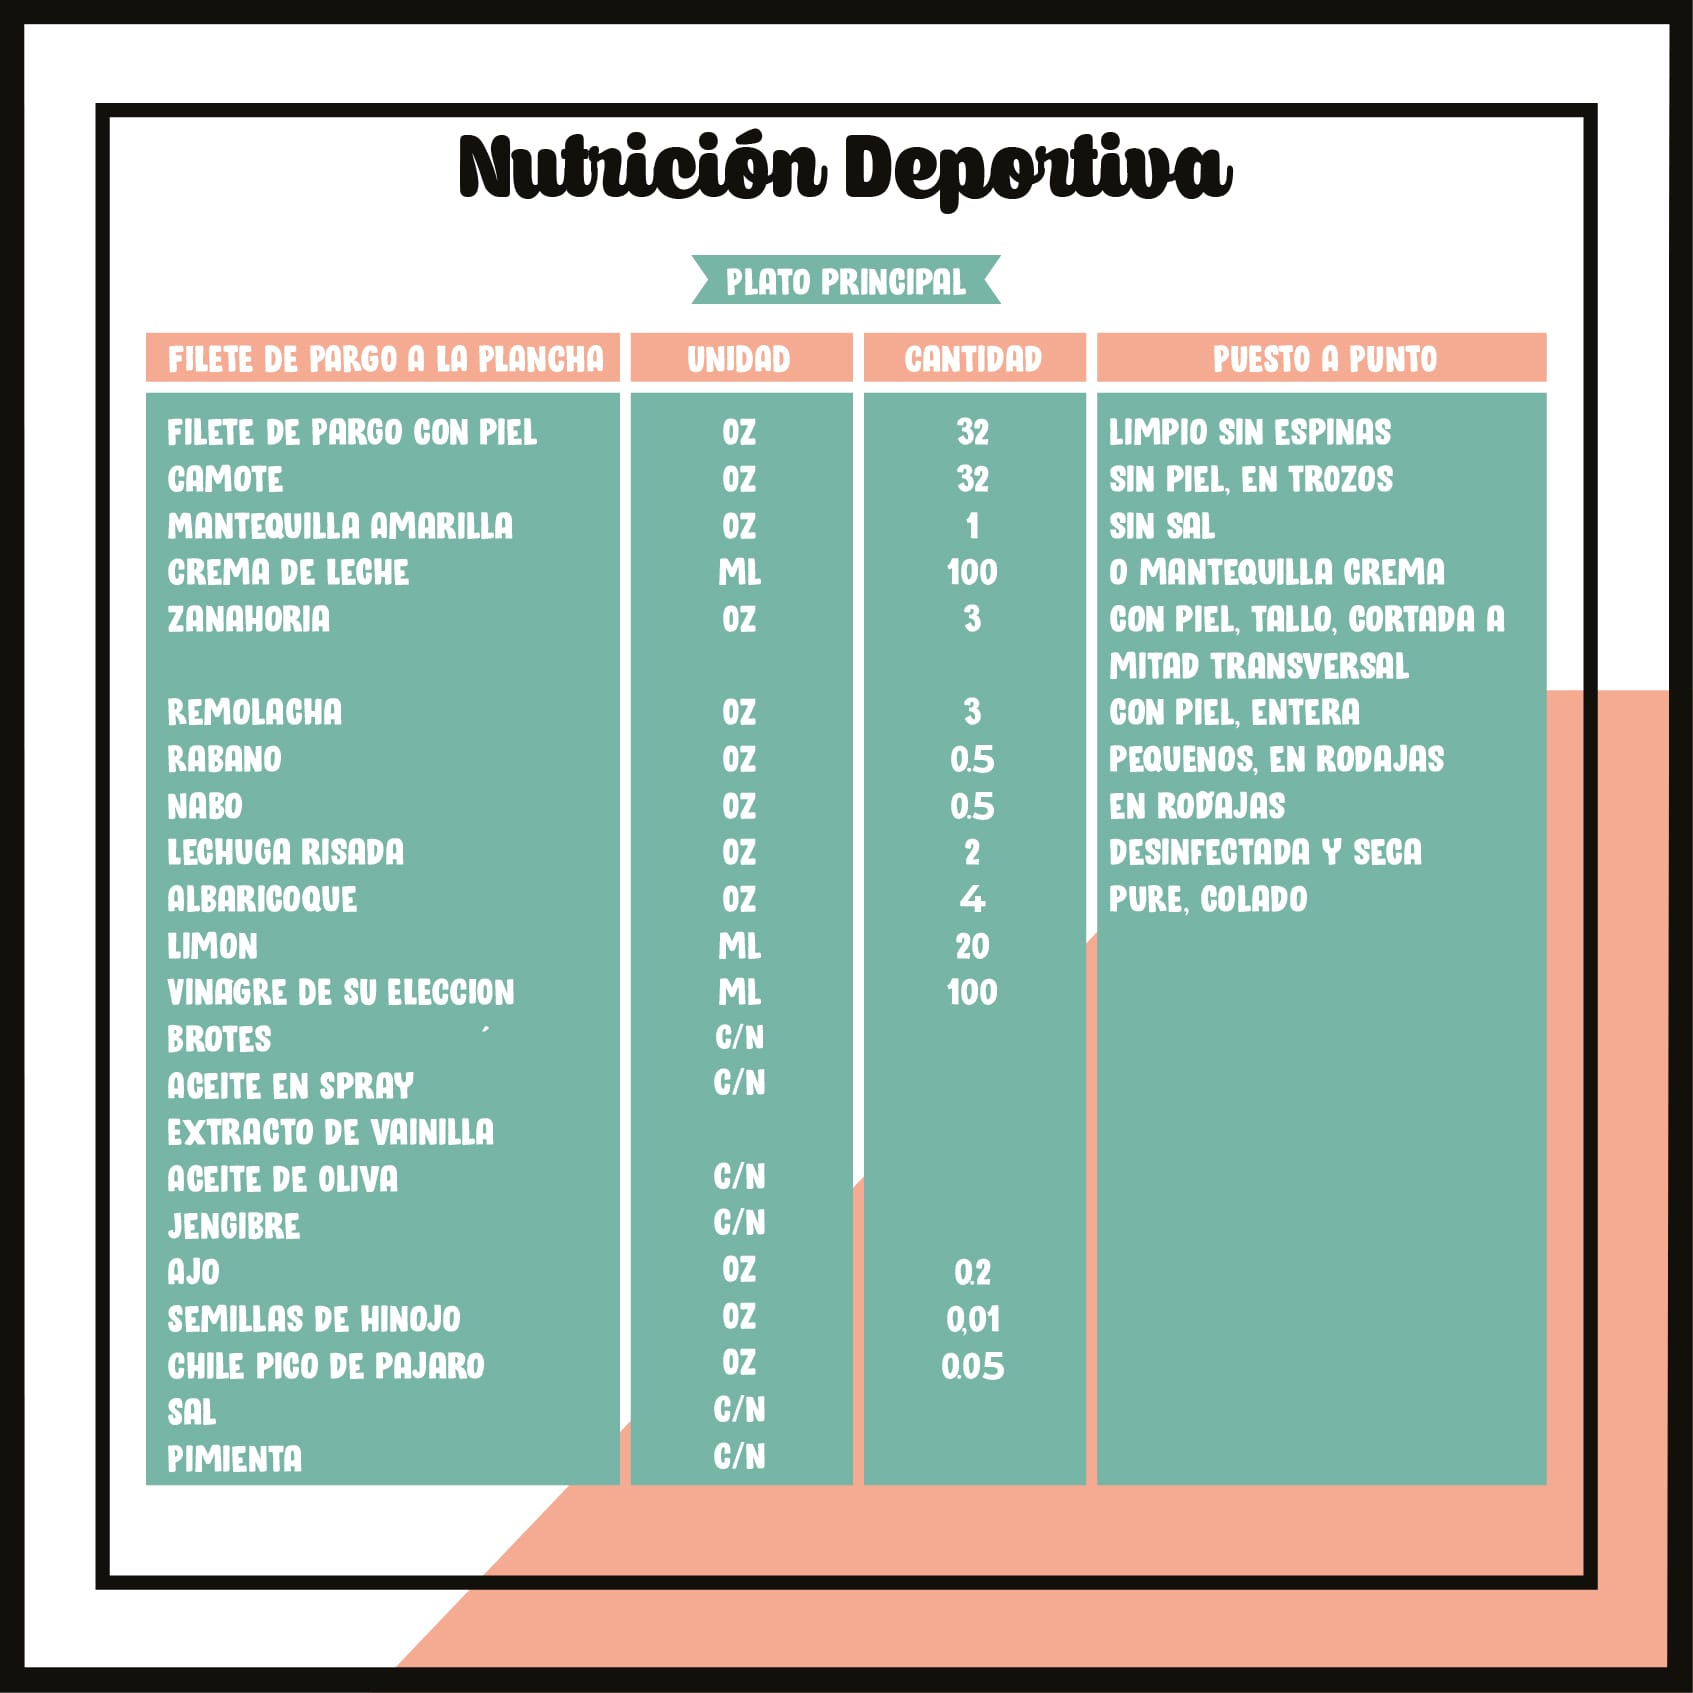 Nutrición Deportiva
PLATO PRINCIPAL
FILETE DE PARGO A LA PLANCHA UNIDAD CANTIDAD PUESTO A PUNTO
FILETE DE PARGO CON PIEL OZ 32 LIMPIO SIN ESPINAS
CAMOTE OZ 32 SIN PIEL, EN TROZOS
MANTEQUILLA AMARILLA OZ 1 SIN SAL
CREMA DE LECHE ML 100 O MANTEQUILLA CREMA
ZANAHORIA OZ 3 CON PIEL, TALLO, CORTADA A
MITAD TRANSVERSAL
REMOLACHA OZ 3 CON PIEL, ENTERA
RABANO OZ 0.5 PEQUENOS, EN RODAJAS
NABO OZ 0.5 EN RODAJAS
LECHUGA RISADA OZ 2 DESINFECTADA Y SECA
ALBARICOQUE OZ 4 PURE, COLADO
LIMON ML 20
VINAGRE DE SU ELECCION ML 100
BROTES C/N
ACEITE EN SPRAY C/N
EXTRACTO DE VAINILLA
ACEITE DE OLIVA C/N
JENGIBRE C/N
AJO OZ 0.2
SEMILLAS DE HINOJO OZ 0,01
CHILE PICO DE PAJARO OZ 0.05
SAL C/N
PIMIENTA C/N